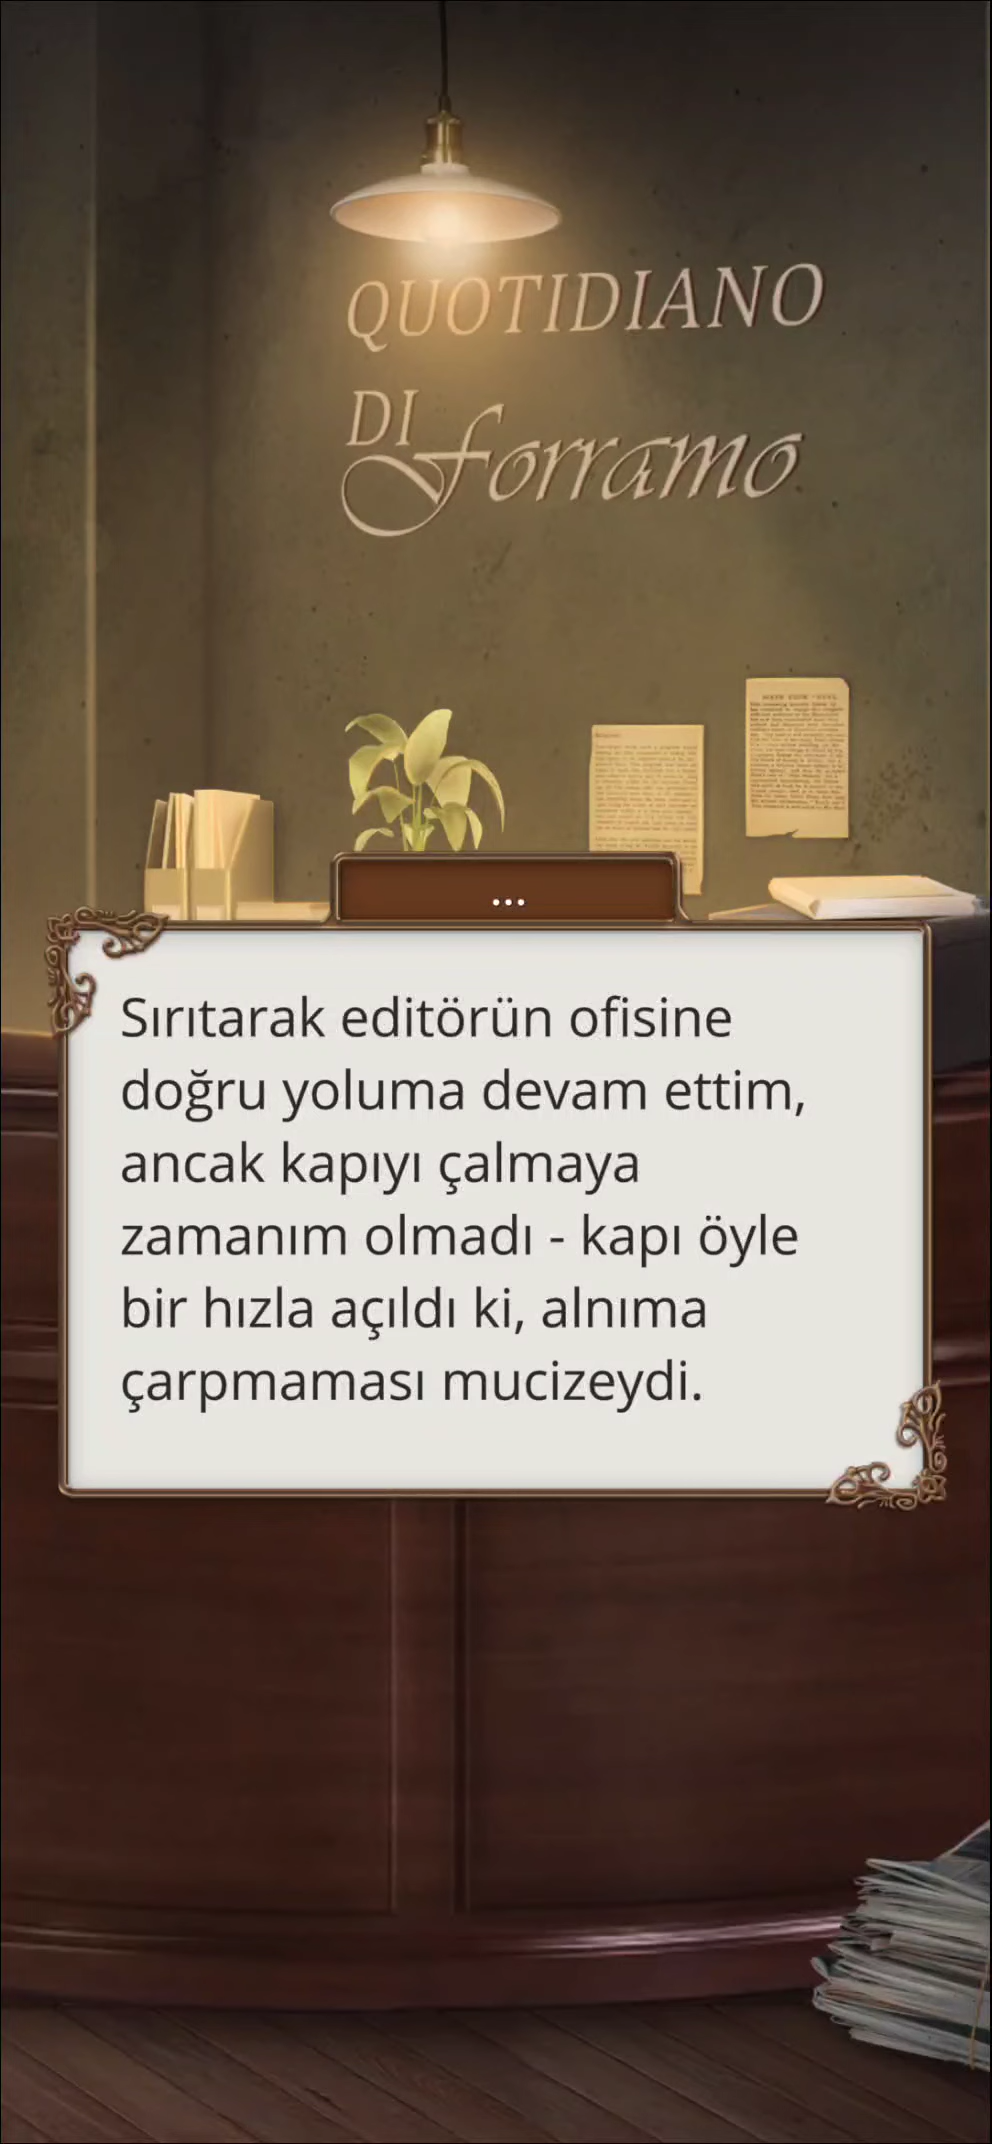 QUOTIDIANO
DI forramo
...
Sırıtarak editörün ofisine
doğru yoluma devam ettim,
ancak kapıyı çalmaya
zamanım olmadı - kapı öyle
bir hızla açıldı ki, alnıma
çarpmaması mucizeydi.